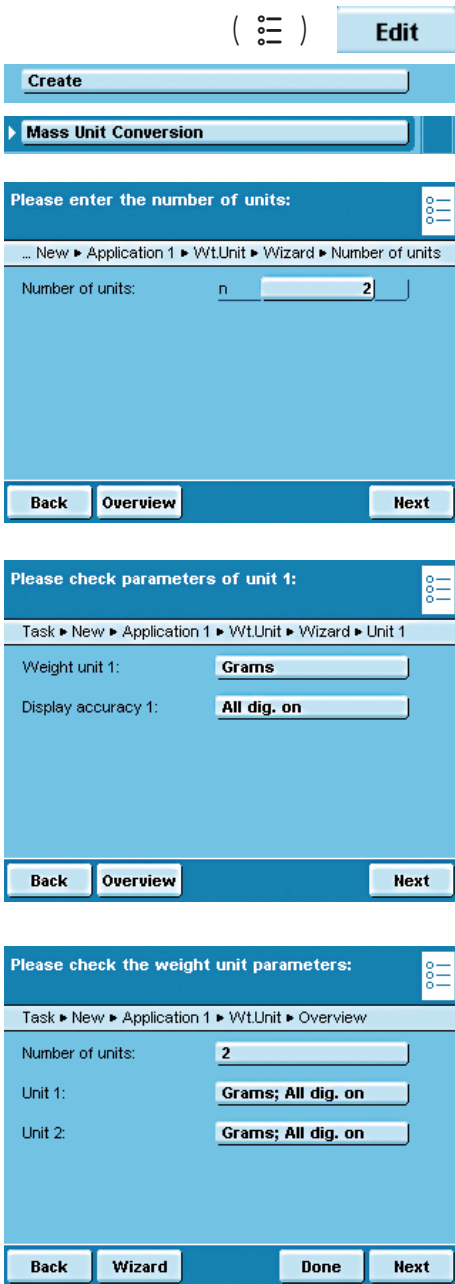 ( ) Edit
Create
Mass Unit Conversion
Please enter the number of units:
... New ▸ Application 1 ▸ Wt.Unit ▸ Wizard ▸ Number of units
Number of units: n 2
Back Overview Next
Please check parameters of unit 1:
Task ▸ New ▸ Application 1 ▸ Wt.Unit ▸ Wizard ▸ Unit 1
Weight unit 1: Grams
Display accuracy 1: All dig. on
Back Overview Next
Please check the weight unit parameters:
Task ▸ New ▸ Application 1 ▸ Wt.Unit ▸ Overview
Number of units: 2
Unit 1: Grams; All dig. on
Unit 2: Grams; All dig. on
Back Wizard Done Next